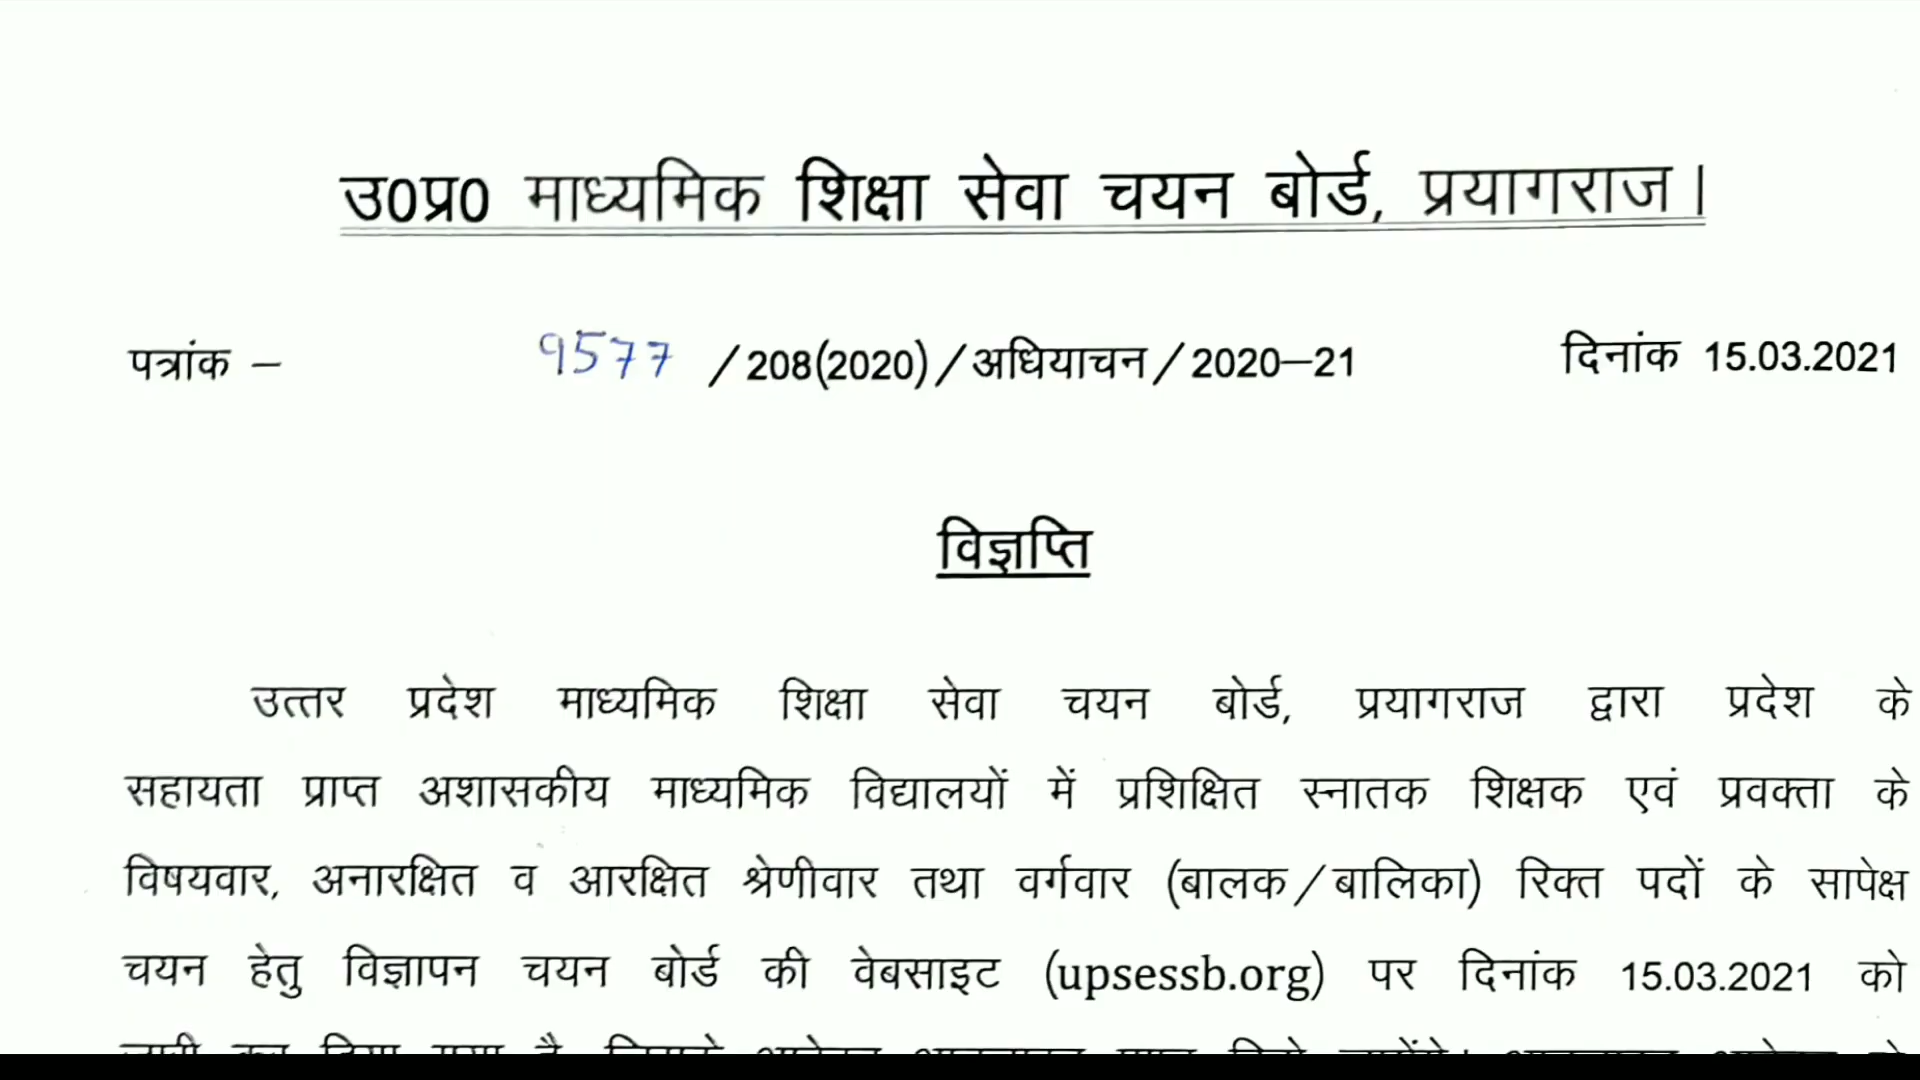 उ0प्र0 माध्यमिक शिक्षा सेवा चयन बोर्ड, प्रयागराज।
पत्रांक – 9577 /208(2020)/अधियाचन/2020–21 दिनांक 15.03.2021
विज्ञप्ति
उत्तर प्रदेश माध्यमिक शिक्षा सेवा चयन बोर्ड, प्रयागराज द्वारा प्रदेश के
सहायता प्राप्त अशासकीय माध्यमिक विद्यालयों में प्रशिक्षित स्नातक शिक्षक एवं प्रवक्ता के
विषयवार, अनारक्षित व आरक्षित श्रेणीवार तथा वर्गवार (बालक/बालिका) रिक्त पदों के सापेक्ष
चयन हेतु विज्ञापन चयन बोर्ड की वेबसाइट (upsessb.org) पर दिनांक 15.03.2021 को